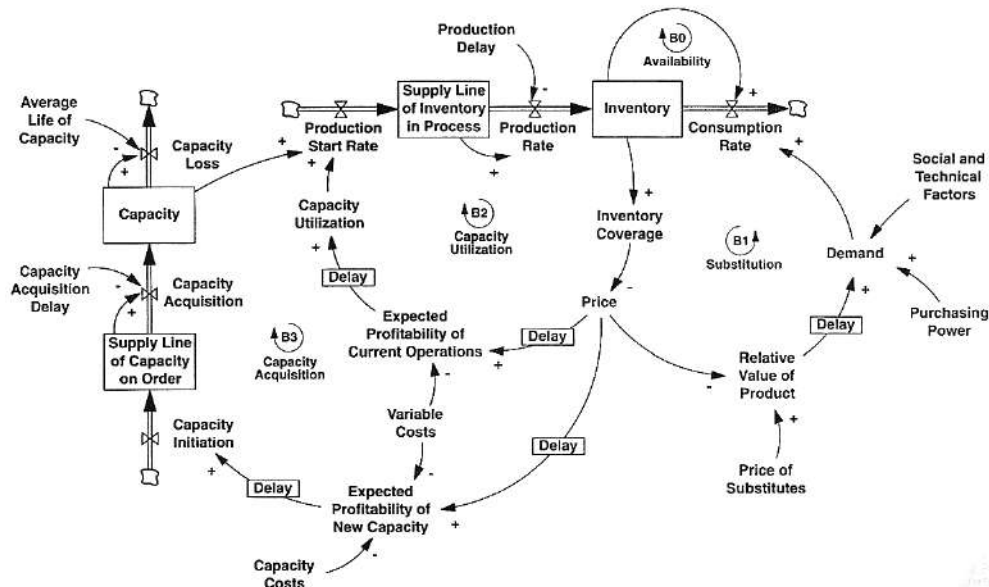 Production
Delay
B0
Availability
Average
Life of
Capacity
-
+
Capacity
Loss
Supply Line
of Inventory
in Process
-
+
Inventory
+
Production
Start Rate
+
+
Production
Rate
Consumption
Rate
+
Social and
Technical
Factors
Capacity
Capacity
Utilization
+
B2
Capacity
Utilization
+
Inventory
Coverage
B1
Substitution
Demand
+
+
Capacity
Acquisition
Delay
-
+
Capacity
Acquisition
Delay
-
Price
Purchasing
Power
Supply Line
of Capacity
on Order
B3
Capacity
Acquisition
Expected
Profitability of
Current Operations
-
+
Delay
Delay
Relative
Value of
Product
-
+
Capacity
Initiation
+
Variable
Costs
-
Delay
Delay
Expected
Profitability of
New Capacity
-
+
Price of
Substitutes
Capacity
Costs